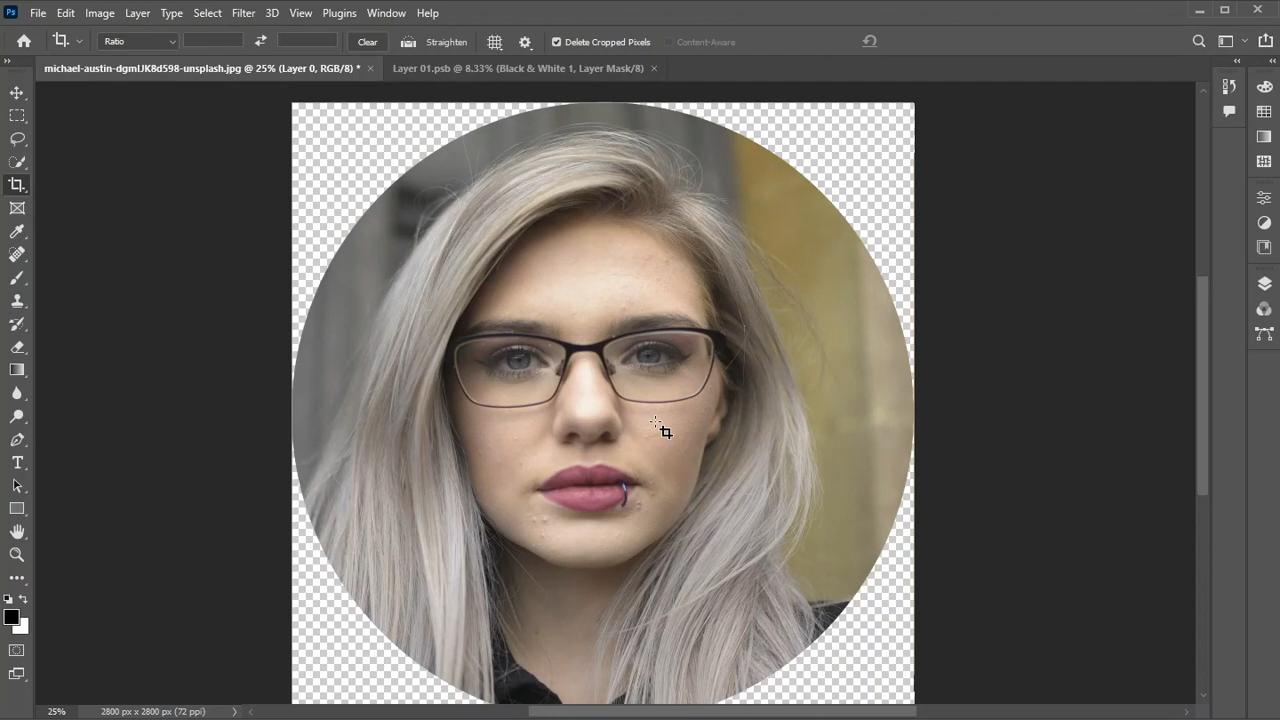 Ps File Edit Image Layer Type Select Filter 3D View Plugins Window Help
Ratio Clear Straighten Delete Cropped Pixels Content-Aware
michael-austin-dgmIJK8d598-unsplash.jpg @ 25% (Layer 0, RGB/8) * × Layer 01.psb @ 8.33% (Black & White 1, Layer Mask/8) ×
T
25% 2800 px x 2800 px (72 ppi)